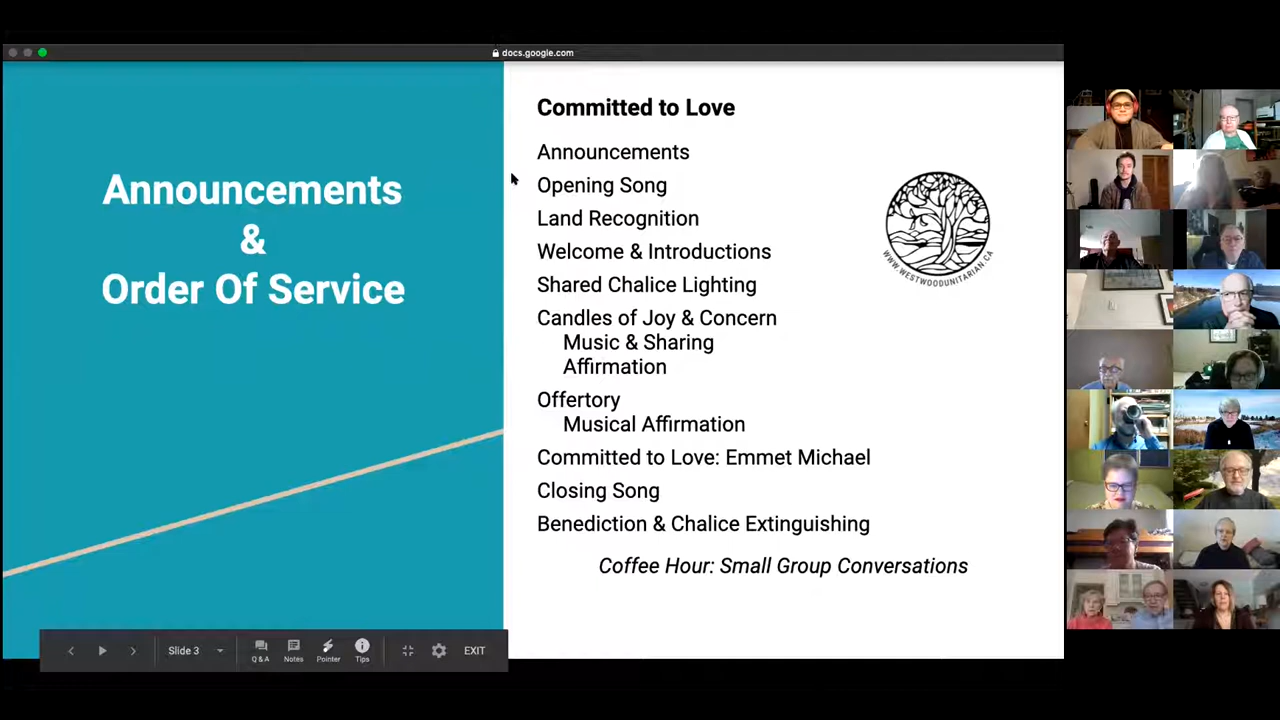 docs.google.com
Announcements
&
Order Of Service
Committed to Love
Announcements
Opening Song
Land Recognition
Welcome & Introductions
Shared Chalice Lighting
Candles of Joy & Concern
Music & Sharing
Affirmation
Offertory
Musical Affirmation
Committed to Love: Emmet Michael
Closing Song
Benediction & Chalice Extinguishing
Coffee Hour: Small Group Conversations
WWW.WESTWOODUNITARIAN.CA
Slide 3
Q & A
Notes
Pointer
Tips
EXIT